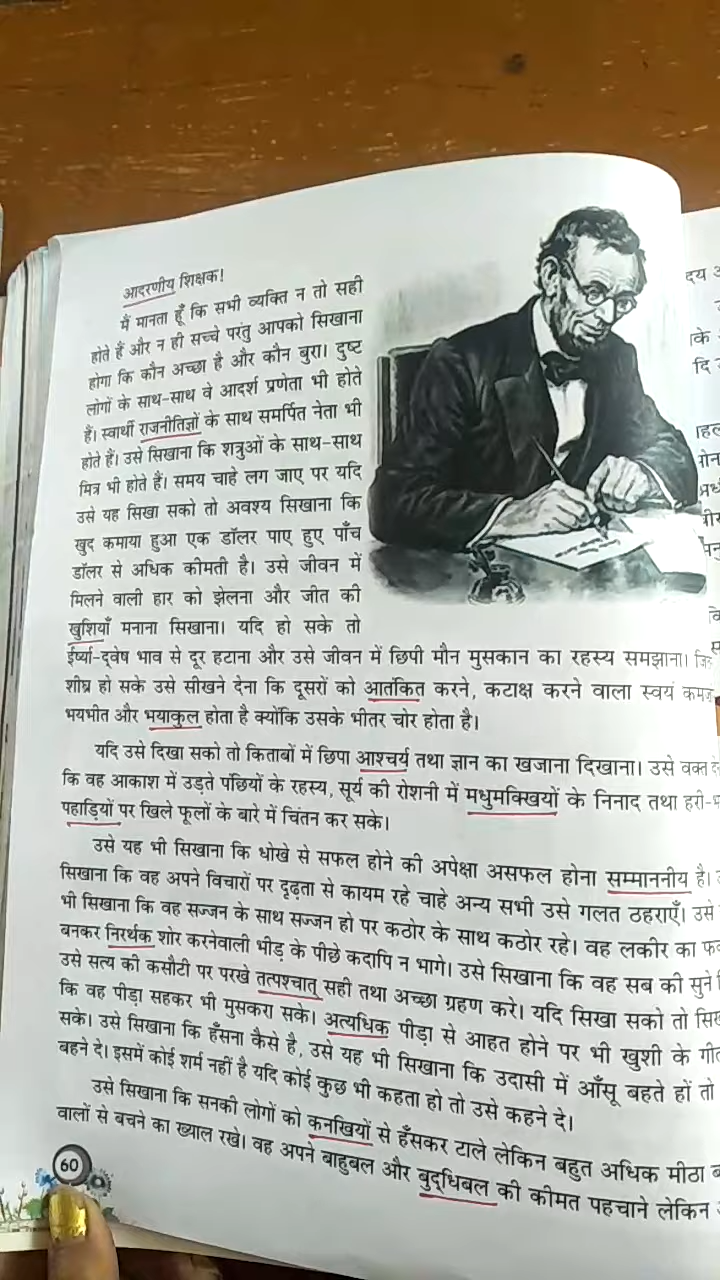 आदरणीय शिक्षक!
मैं मानता हूँ कि सभी व्यक्ति न तो सही
होते हैं और न ही सच्चे परंतु आपको सिखाना
होगा कि कौन अच्छा है और कौन बुरा। दुष्ट
लोगों के साथ-साथ वे आदर्श प्रणेता भी होते
हैं। स्वार्थी राजनीतिज्ञों के साथ समर्पित नेता भी
होते हैं। उसे सिखाना कि शत्रुओं के साथ-साथ
मित्र भी होते हैं। समय चाहे लग जाए पर यदि
उसे यह सिखा सको तो अवश्य सिखाना कि
खुद कमाया हुआ एक डॉलर पाए हुए पाँच
डॉलर से अधिक कीमती है। उसे जीवन में
मिलने वाली हार को झेलना और जीत की
खुशियाँ मनाना सिखाना। यदि हो सके तो
ईर्ष्या-द्वेष भाव से दूर हटाना और उसे जीवन में छिपी मौन मुसकान का रहस्य समझाना।
शीघ्र हो सके उसे सीखने देना कि दूसरों को आतंकित करने, कटाक्ष करने वाला स्वयं
भयभीत और भयाकुल होता है क्योंकि उसके भीतर चोर होता है।
यदि उसे दिखा सको तो किताबों में छिपा आश्चर्य तथा ज्ञान का खजाना दिखाना। उसे वक्त
कि वह आकाश में उड़ते पंछियों के रहस्य, सूर्य की रोशनी में मधुमक्खियों के निनाद तथा हरी-
पहाड़ियों पर खिले फूलों के बारे में चिंतन कर सके।
उसे यह भी सिखाना कि धोखे से सफल होने की अपेक्षा असफल होना सम्माननीय है।
सिखाना कि वह अपने विचारों पर दृढ़ता से कायम रहे चाहे अन्य सभी उसे गलत ठहराएँ। उसे
भी सिखाना कि वह सज्जन के साथ सज्जन हो पर कठोर के साथ कठोर रहे। वह लकीर का
बनकर निरर्थक शोर करनेवाली भीड़ के पीछे कदापि न भागे। उसे सिखाना कि वह सब की सुने
उसे सत्य की कसौटी पर परखे तत्पश्चात् सही तथा अच्छा ग्रहण करे। यदि सिखा सको तो
कि वह पीड़ा सहकर भी मुसकरा सके। अत्यधिक पीड़ा से आहत होने पर भी खुशी के
सके। उसे सिखाना कि हँसना कैसे है, उसे यह भी सिखाना कि उदासी में आँसू बहते हों तो
बहने दे। इसमें कोई शर्म नहीं है यदि कोई कुछ भी कहता हो तो उसे कहने दे।
उसे सिखाना कि सनकी लोगों को कनखियों से हँसकर टाले लेकिन बहुत अधिक मीठा
वालों से बचने का ख्याल रखे। वह अपने बाहुबल और बुद्धिबल की कीमत पहचाने लेकिन
60